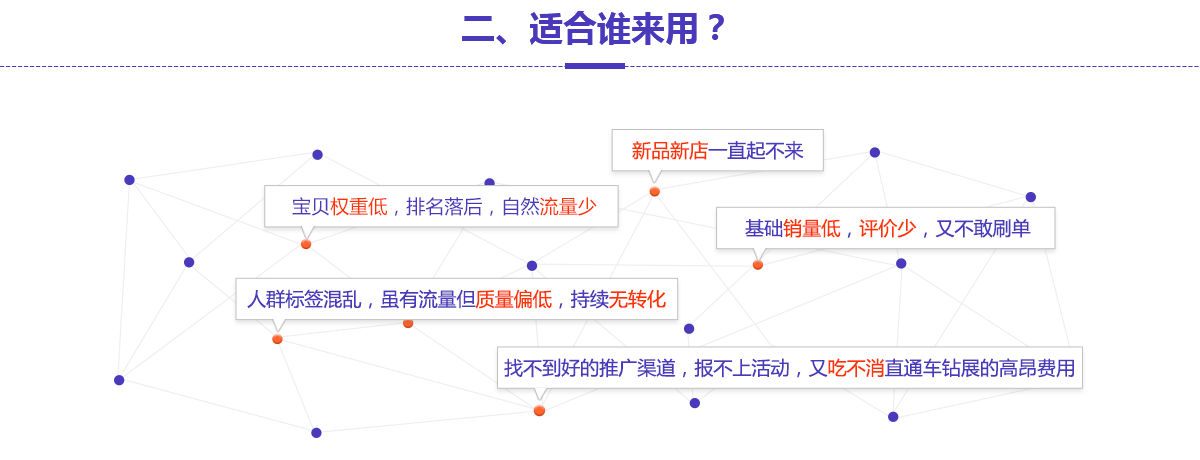 二、适合谁来用？
新品新店一直起不来
宝贝权重低，排名落后，自然流量少
基础销量低，评价少，又不敢刷单
人群标签混乱，虽有流量但质量偏低，持续无转化
找不到好的推广渠道，报不上活动，又吃不消直通车钻展的高昂费用